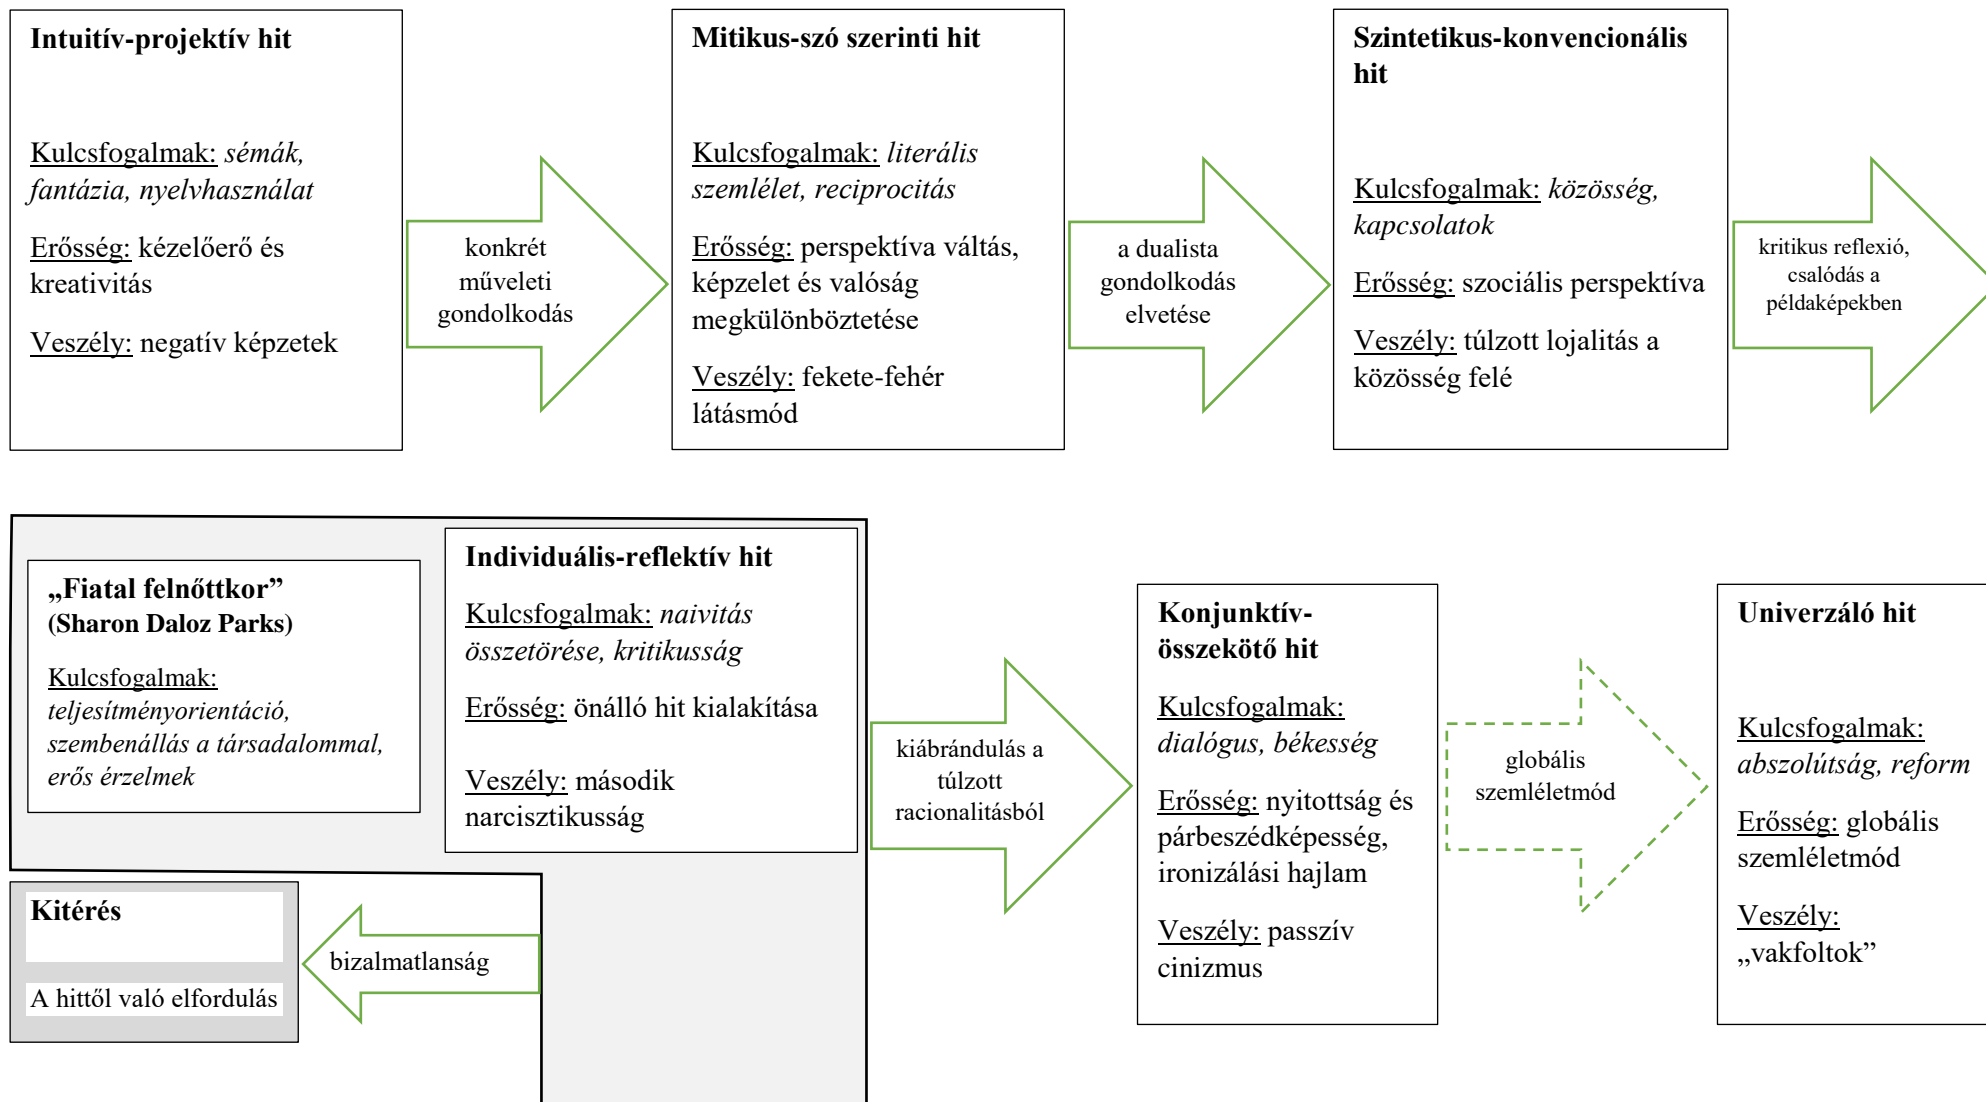 Intuitív-projektív hit
Kulcsfogalmak: sémák,
fantázia, nyelvhasználat
Erősség: kézelőerő és
kreativitás
Veszély: negatív képzetek
konkrét
műveleti
gondolkodás
Mitikus-szó szerinti hit
Kulcsfogalmak: literális
szemlélet, reciprocitás
Erősség: perspektíva váltás,
képzelet és valóság
megkülönböztetése
Veszély: fekete-fehér
látásmód
a dualista
gondolkodás
elvetése
Szintetikus-konvencionális
hit
Kulcsfogalmak: közösség,
kapcsolatok
Erősség: szociális perspektíva
Veszély: túlzott lojalitás a
közösség felé
kritikus reflexió,
csalódás a
példaképekben
„Fiatal felnőttkor”
(Sharon Daloz Parks)
Kulcsfogalmak:
teljesítményorientáció,
szembenállás a társadalommal,
erős érzelmek
Individuális-reflektív hit
Kulcsfogalmak: naivitás
összetörése, kritikusság
Erősség: önálló hit kialakítása
Veszély: második
narcisztikusság
kiábrándulás a
túlzott
racionalitásból
Konjunktív-
összekötő hit
Kulcsfogalmak:
dialógus, békesség
Erősség: nyitottság és
párbeszédképesség,
ironizálási hajlam
Veszély: passzív
cinizmus
globális
szemléletmód
Univerzáló hit
Kulcsfogalmak:
abszolútság, reform
Erősség: globális
szemléletmód
Veszély:
„vakfoltok”
Kitérés
A hittől való elfordulás
bizalmatlanság